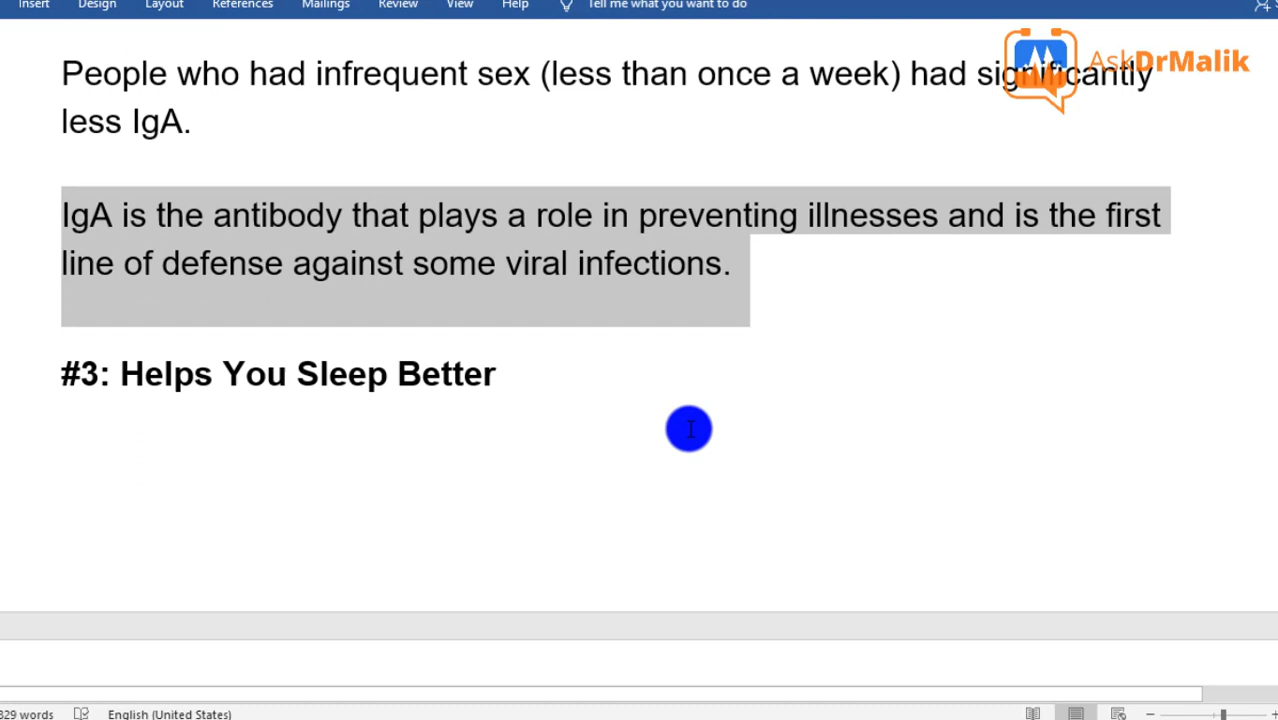 Insert Design Layout References Mailings Review View Help Tell me what you want to do
AskDrMalik
People who had infrequent sex (less than once a week) had significantly
less IgA.
IgA is the antibody that plays a role in preventing illnesses and is the first
line of defense against some viral infections.
#3: Helps You Sleep Better
329 words English (United States)